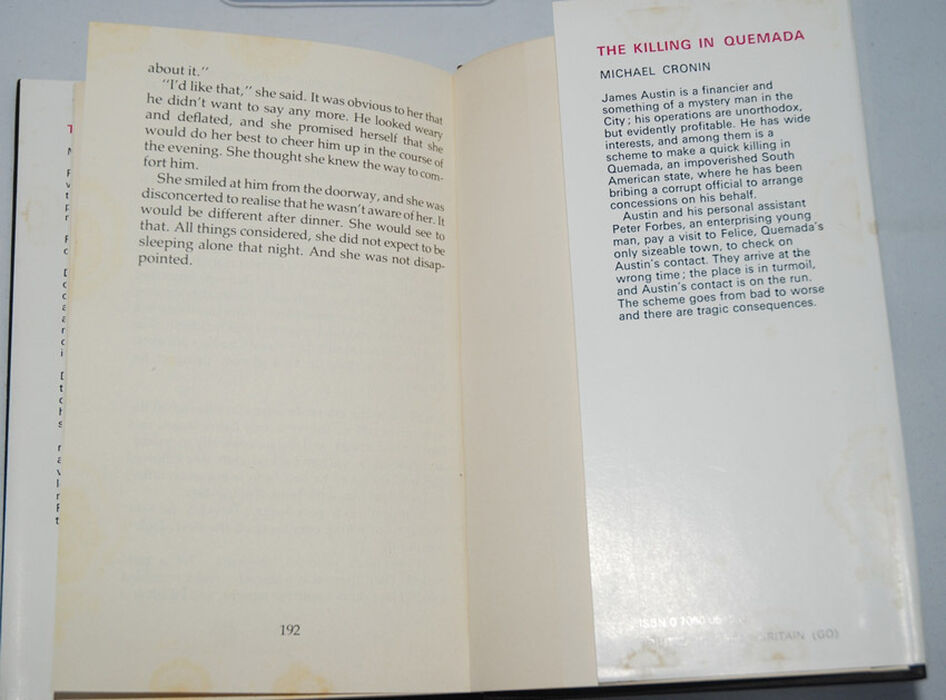 about it."
"I'd like that," she said. It was obvious to her that
he didn't want to say any more. He looked weary
and deflated, and she promised herself that she
would do her best to cheer him up in the course of
the evening. She thought she knew the way to com-
fort him.
She smiled at him from the doorway, and she was
disconcerted to realise that he wasn't aware of her. It
would be different after dinner. She would see to
that. All things considered, she did not expect to be
sleeping alone that night. And she was not disap-
pointed.
192
THE KILLING IN QUEMADA
MICHAEL CRONIN
James Austin is a financier and
something of a mystery man in the
City; his operations are unorthodox,
but evidently profitable. He has wide
interests, and among them is a
scheme to make a quick killing in
Quemada, an impoverished South
American state, where he has been
bribing a corrupt official to arrange
concessions on his behalf.
Austin and his personal assistant
Peter Forbes, an enterprising young
man, pay a visit to Felice, Quemada's
only sizeable town, to check on
Austin's contact. They arrive at the
wrong time; the place is in turmoil,
and Austin's contact is on the run.
The scheme goes from bad to worse
and there are tragic consequences.
ISBN 0
(GD)